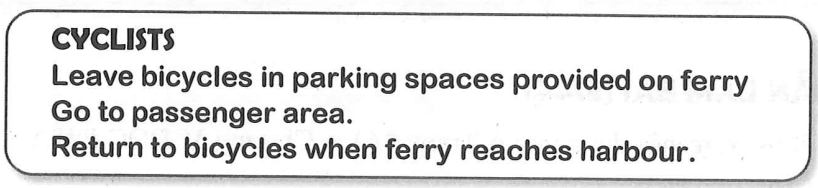 CYCLISTS
Leave bicycles in parking spaces provided on ferry
Go to passenger area.
Return to bicycles when ferry reaches harbour.